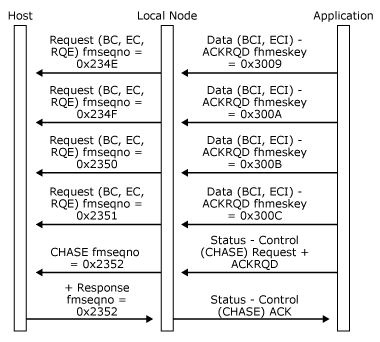 Host
Local Node
Application
Request (BC, EC,
RQE) fmseqno =
0x234E
Data (BCI, ECI) -
ACKRQD fhmeskey
= 0x3009
Request (BC, EC,
RQE) fmseqno =
0x234F
Data (BCI, ECI) -
ACKRQD fhmeskey
= 0x300A
Request (BC, EC,
RQE) fmseqno =
0x2350
Data (BCI, ECI) -
ACKRQD fhmeskey
= 0x300B
Request (BC, EC,
RQE) fmseqno =
0x2351
Data (BCI, ECI) -
ACKRQD fhmeskey
= 0x300C
CHASE fmseqno
= 0x2352
Status - Control
(CHASE) Request +
ACKRQD
+ Response
fmseqno =
0x2352
Status - Control
(CHASE) ACK